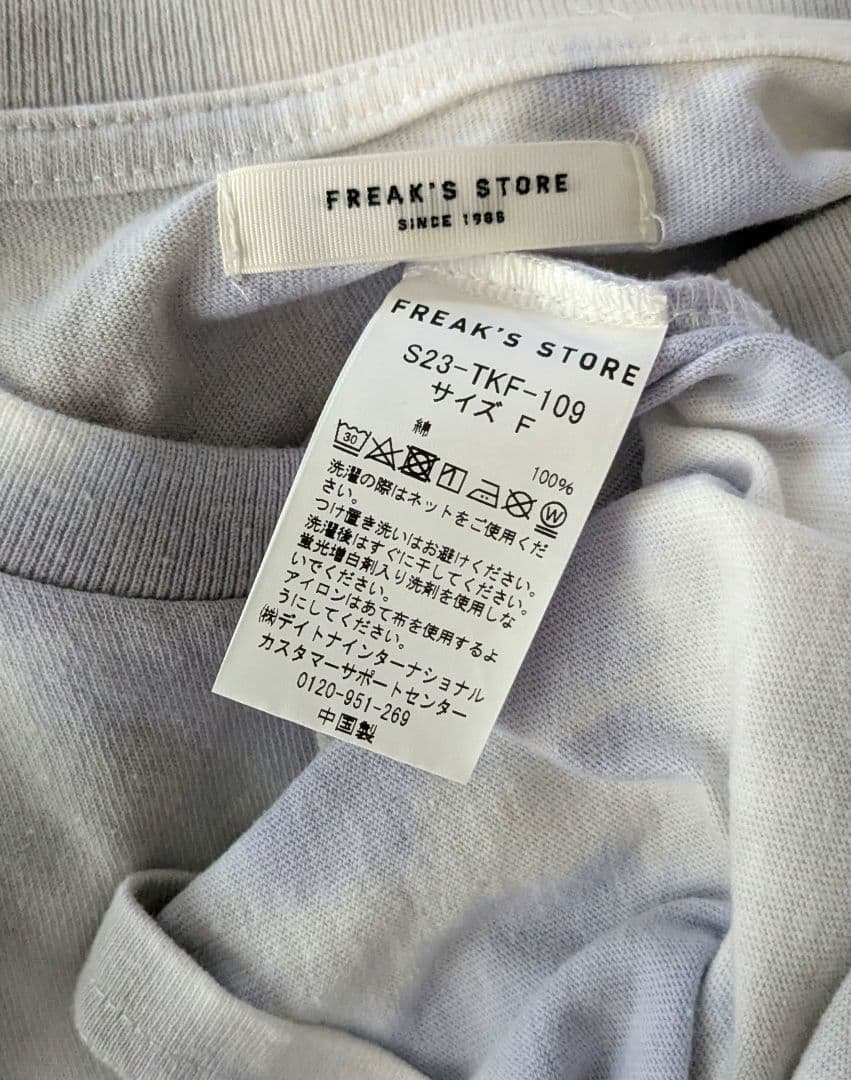 FREAK'S STORE
SINCE 1986
FREAK'S STORE
S23-TKF-109
サイズ F
綿 100%
30 W
洗濯の際はネットをご使用くだ
さい。
つけ置き洗いはお避けください。
洗濯後はすぐに干してください。
蛍光増白剤入り洗剤を使用しな
いでください。
アイロンはあて布を使用するよ
うにしてください。
㈱デイトナインターナショナル
カスタマーサポートセンター
0120-951-269
中国製